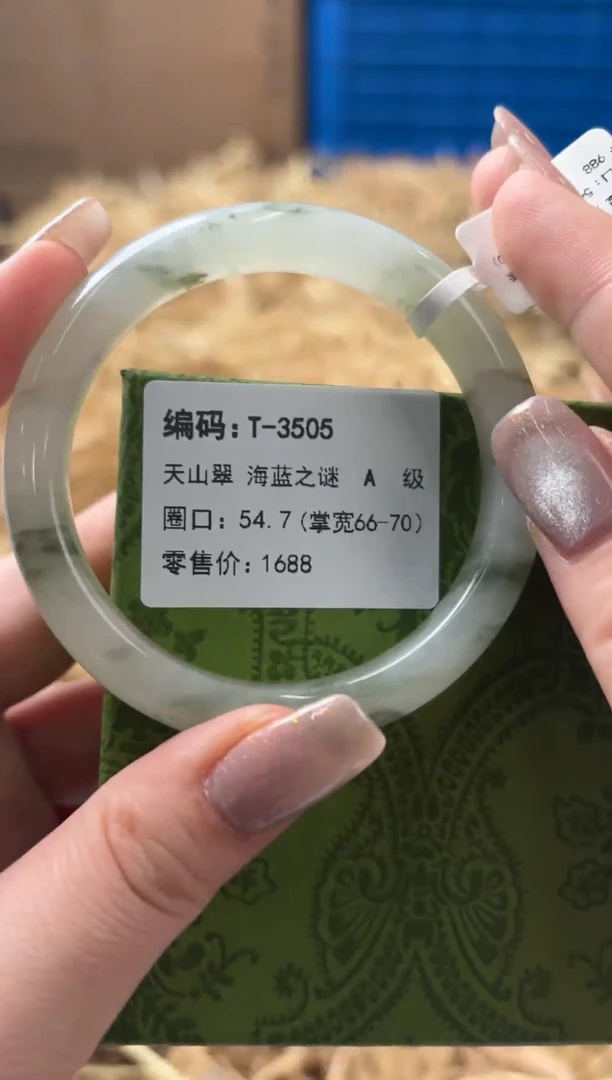 编码:T-3505
天山翠 海蓝之谜 A 级
圈口: 54.7(掌宽66-70)
零售价:1688
988